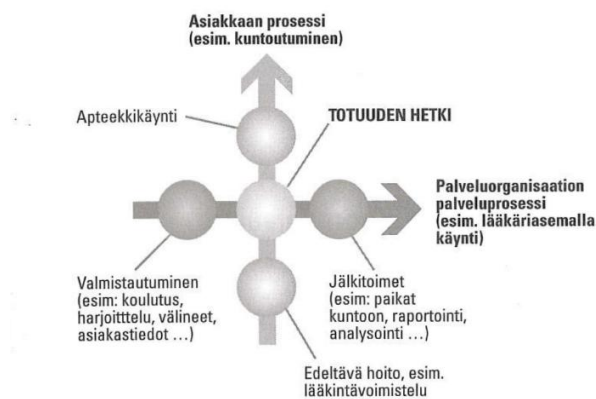 Asiakkaan prosessi
(esim. kuntoutuminen)
Apteekkikäynti
TOTUUDEN HETKI
Palveluorganisaation
palveluprosessi
(esim. lääkäriasemalla
käynti)
Valmistautuminen
(esim: koulutus,
harjoitttelu, välineet,
asiakastiedot ...)
Jälkitoimet
(esim: paikat
kuntoon, raportointi,
analysointi ...)
Edeltävä hoito, esim.
lääkintävoimistelu